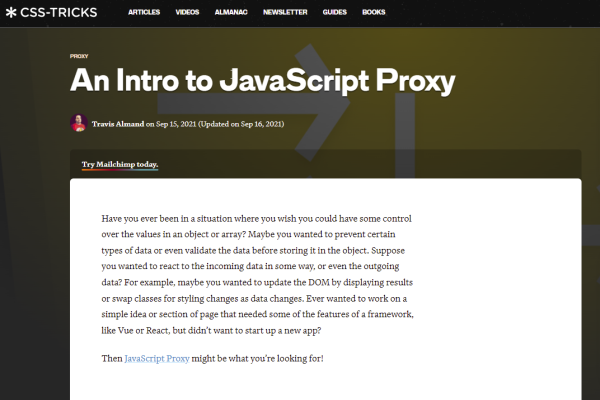 CSS-TRICKS ARTICLES VIDEOS ALMANAC NEWSLETTER GUIDES BOOKS
PROXY
An Intro to JavaScript Proxy
Travis Almand on Sep 15, 2021 (Updated on Sep 16, 2021)
Try Mailchimp today.
Have you ever been in a situation where you wish you could have some control
over the values in an object or array? Maybe you wanted to prevent certain
types of data or even validate the data before storing it in the object. Suppose
you wanted to react to the incoming data in some way, or even the outgoing
data? For example, maybe you wanted to update the DOM by displaying results
or swap classes for styling changes as data changes. Ever wanted to work on a
simple idea or section of page that needed some of the features of a framework,
like Vue or React, but didn't want to start up a new app?
Then JavaScript Proxy might be what you're looking for!